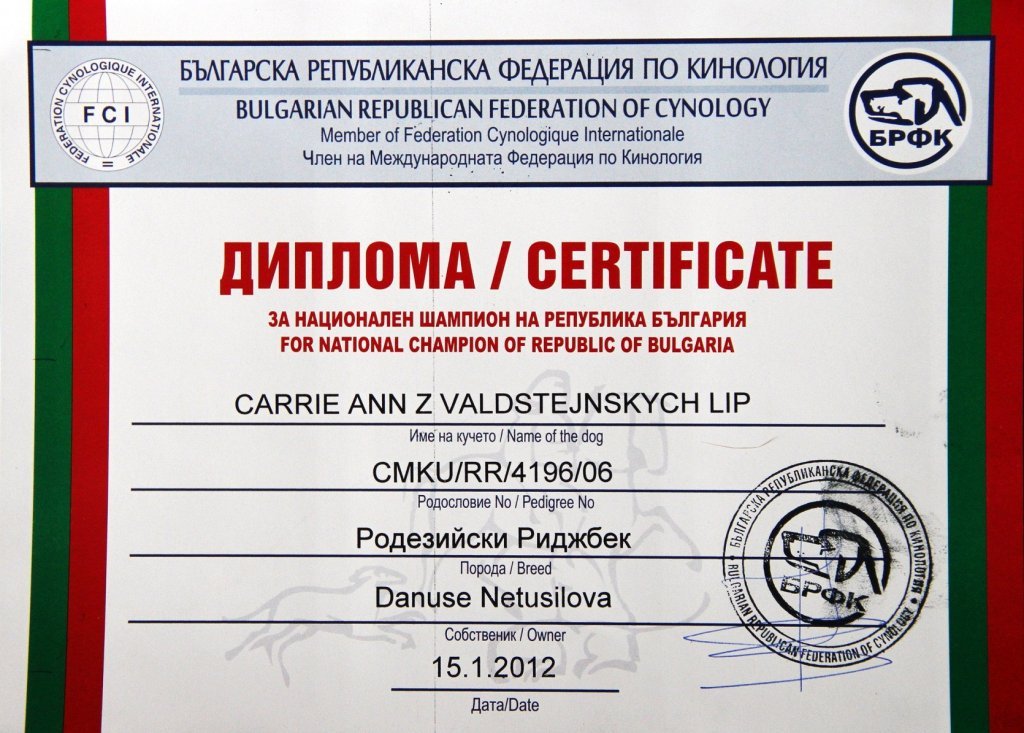 FEDERATION CYNOLOGIQUE INTERNATIONALE
FCI
БЪЛГАРСКА РЕПУБЛИКАНСКА ФЕДЕРАЦИЯ ПО КИНОЛОГИЯ
BULGARIAN REPUBLICAN FEDERATION OF CYNOLOGY
Member of Federation Cynologique Internationale
Член на Международната Федерация по Кинология
БРФК
ДИПЛОМА / CERTIFICATE
ЗА НАЦИОНАЛЕН ШАМПИОН НА РЕПУБЛИКА БЪЛГАРИЯ
FOR NATIONAL CHAMPION OF REPUBLIC OF BULGARIA
CARRIE ANN Z VALDSTEJNSKYCH LIP
Име на кучето / Name of the dog
CMKU/RR/4196/06
Родословие No / Pedigree No
Родезийски Риджбек
Порода / Breed
Danuse Netusilova
Собственик / Owner
15.1.2012
Дата/Date
БЪЛГАРСКА РЕПУБЛИКАНСКА ФЕДЕРАЦИЯ ПО КИНОЛОГИЯ
БРФК
BULGARIAN REPUBLICAN FEDERATION OF CYNOLOGY